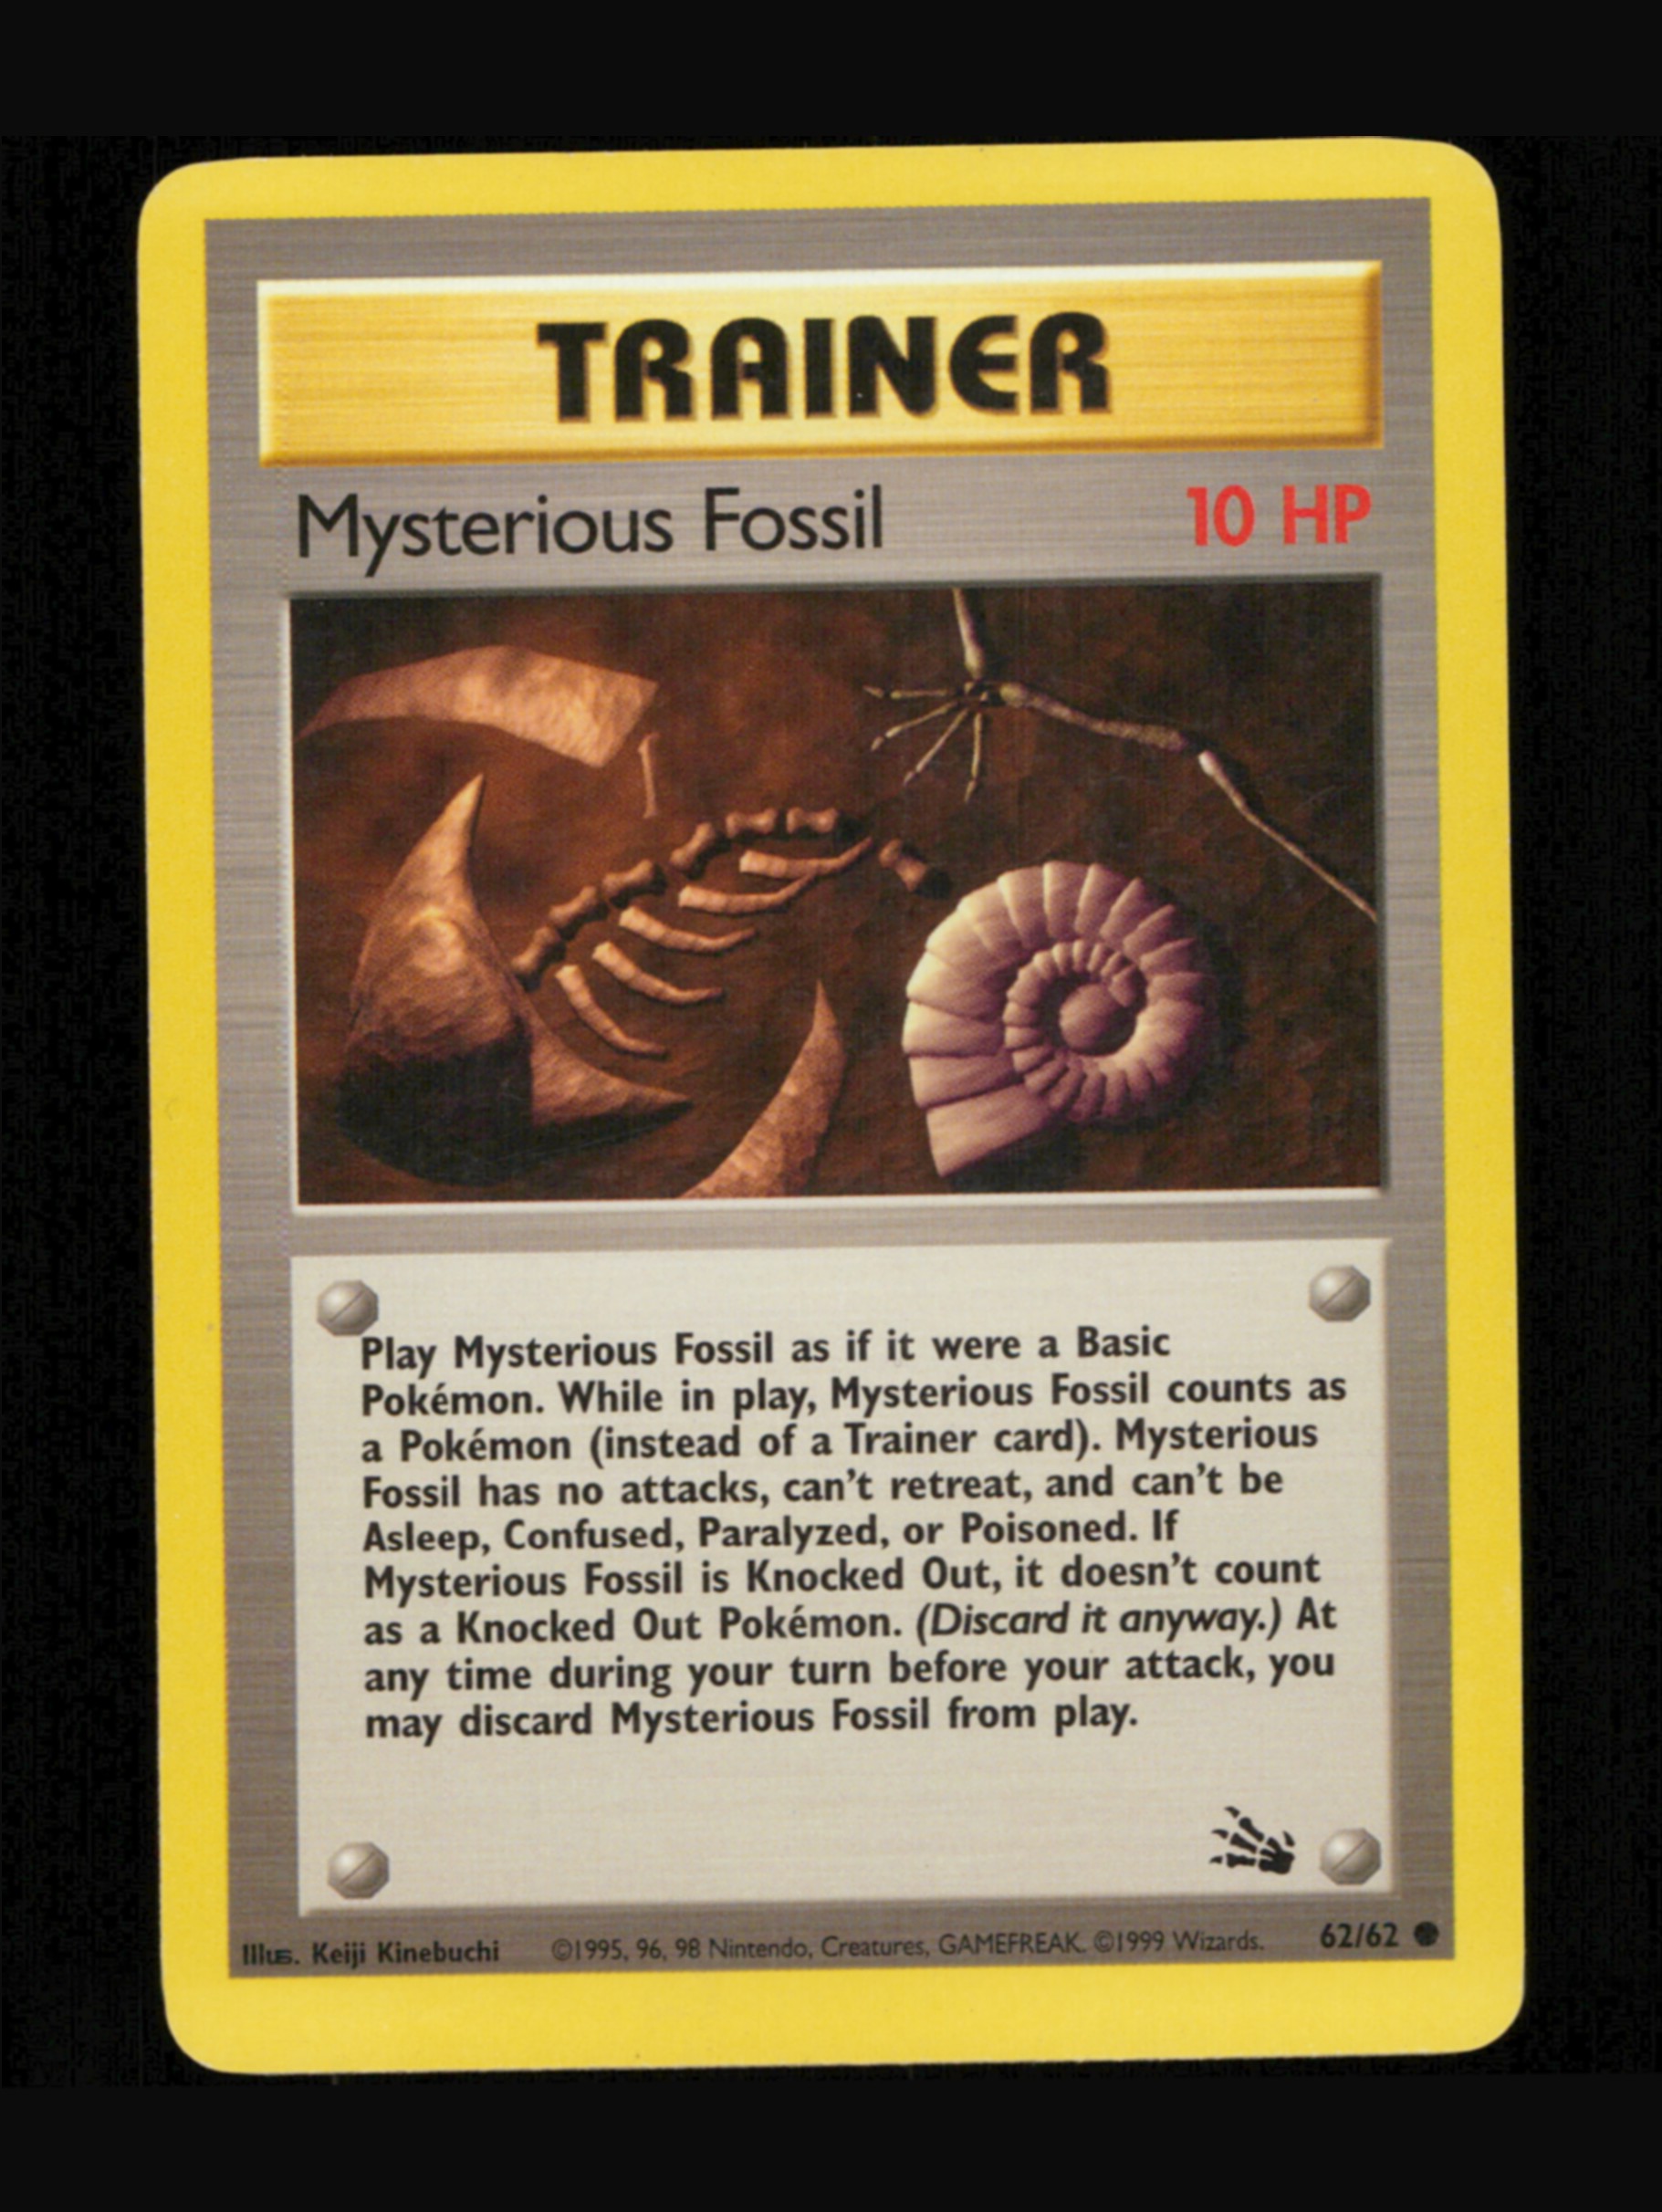 TRAINER
Mysterious Fossil 10 HP
Play Mysterious Fossil as if it were a Basic
Pokémon. While in play, Mysterious Fossil counts as
a Pokémon (instead of a Trainer card). Mysterious
Fossil has no attacks, can't retreat, and can't be
Asleep, Confused, Paralyzed, or Poisoned. If
Mysterious Fossil is Knocked Out, it doesn't count
as a Knocked Out Pokémon. (Discard it anyway.) At
any time during your turn before your attack, you
may discard Mysterious Fossil from play.
Illus. Keiji Kinebuchi ©1995, 96, 98 Nintendo, Creatures, GAMEFREAK. ©1999 Wizards. 62/62